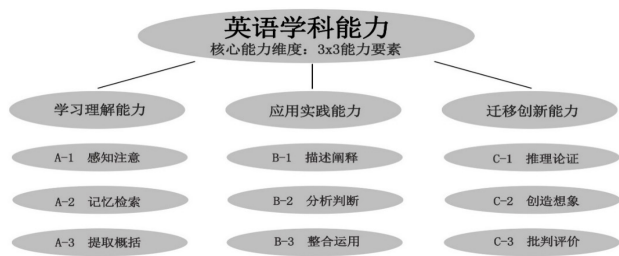 英语学科能力
核心能力维度：3x3能力要素
学习理解能力
应用实践能力
迁移创新能力
A-1 感知注意
B-1 描述阐释
C-1 推理论证
A-2 记忆检索
B-2 分析判断
C-2 创造想象
A-3 提取概括
B-3 整合运用
C-3 批判评价